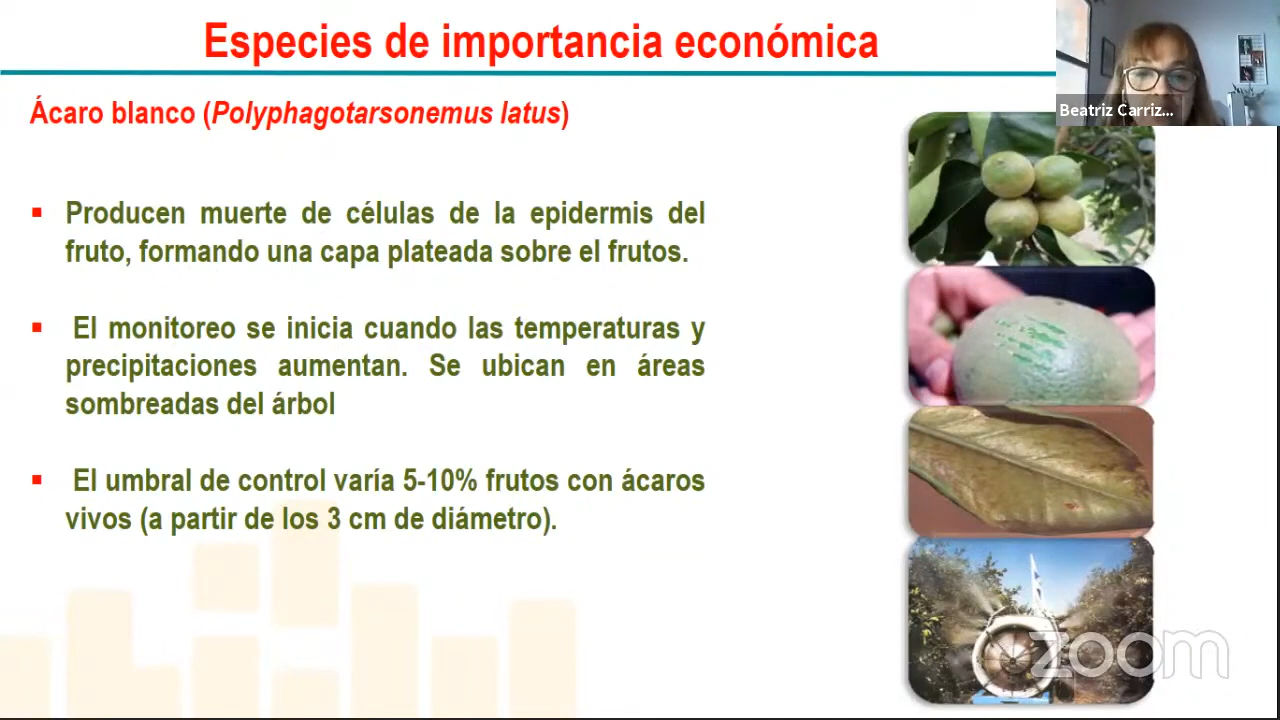 Especies de importancia económica
Beatriz Carriz...
Ácaro blanco (Polyphagotarsonemus latus)
Producen muerte de células de la epidermis del
fruto, formando una capa plateada sobre el frutos.
El monitoreo se inicia cuando las temperaturas y
precipitaciones aumentan. Se ubican en áreas
sombreadas del árbol
El umbral de control varía 5-10% frutos con ácaros
vivos (a partir de los 3 cm de diámetro).
zoom